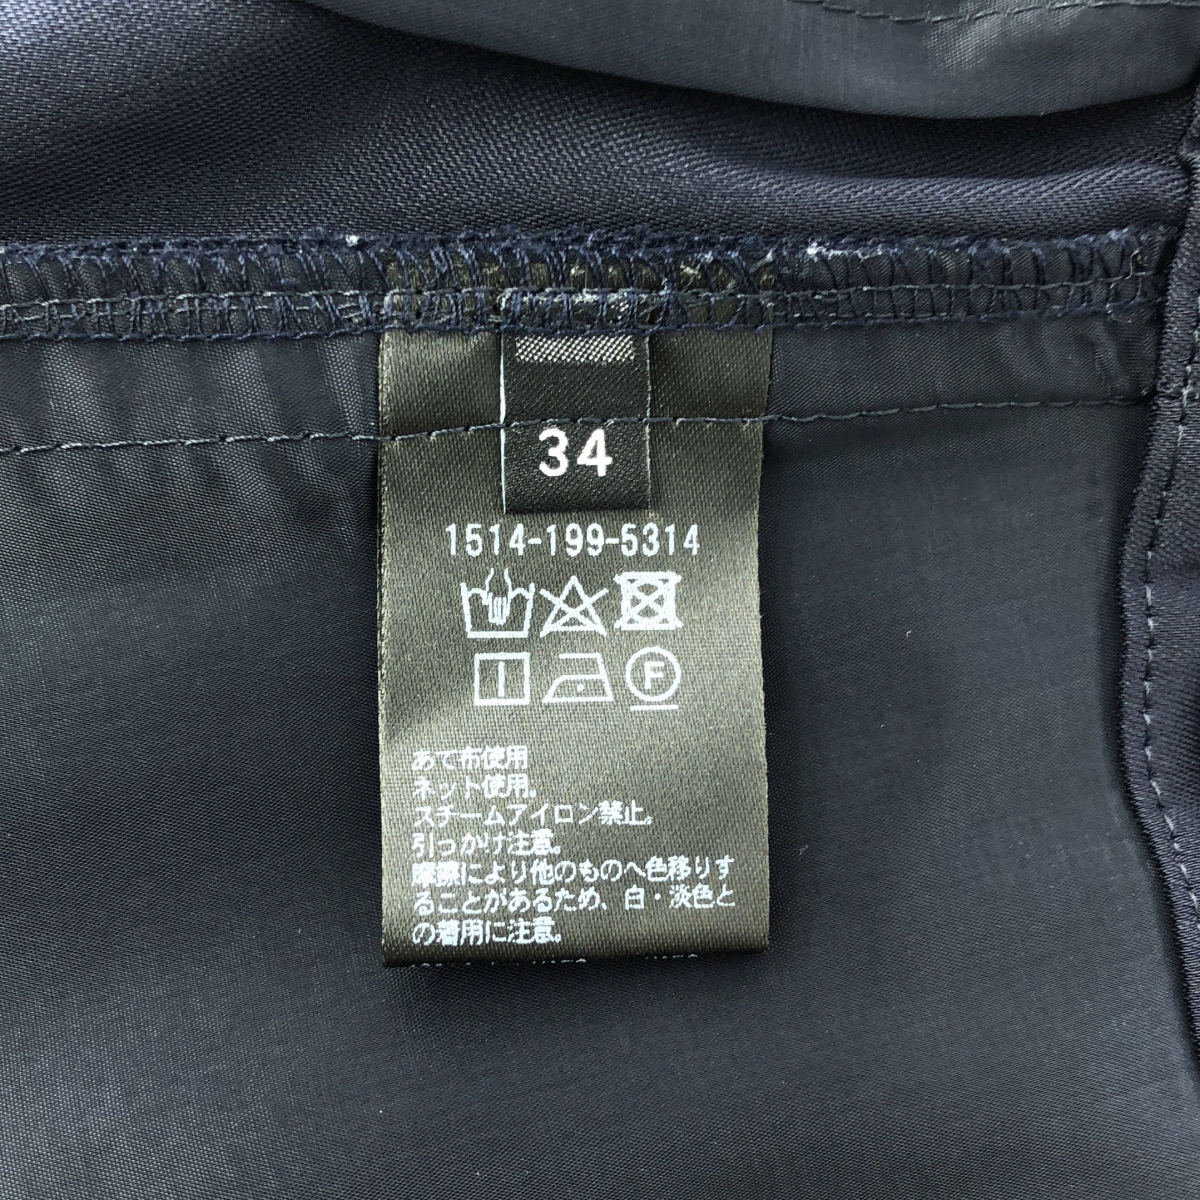 34
1514-199-5314
F
あて布使用
ネット使用。
スチームアイロン禁止。
引っかけ注意。
摩擦により他のものへ色移りす
ることがあるため、白・淡色と
の着用に注意。